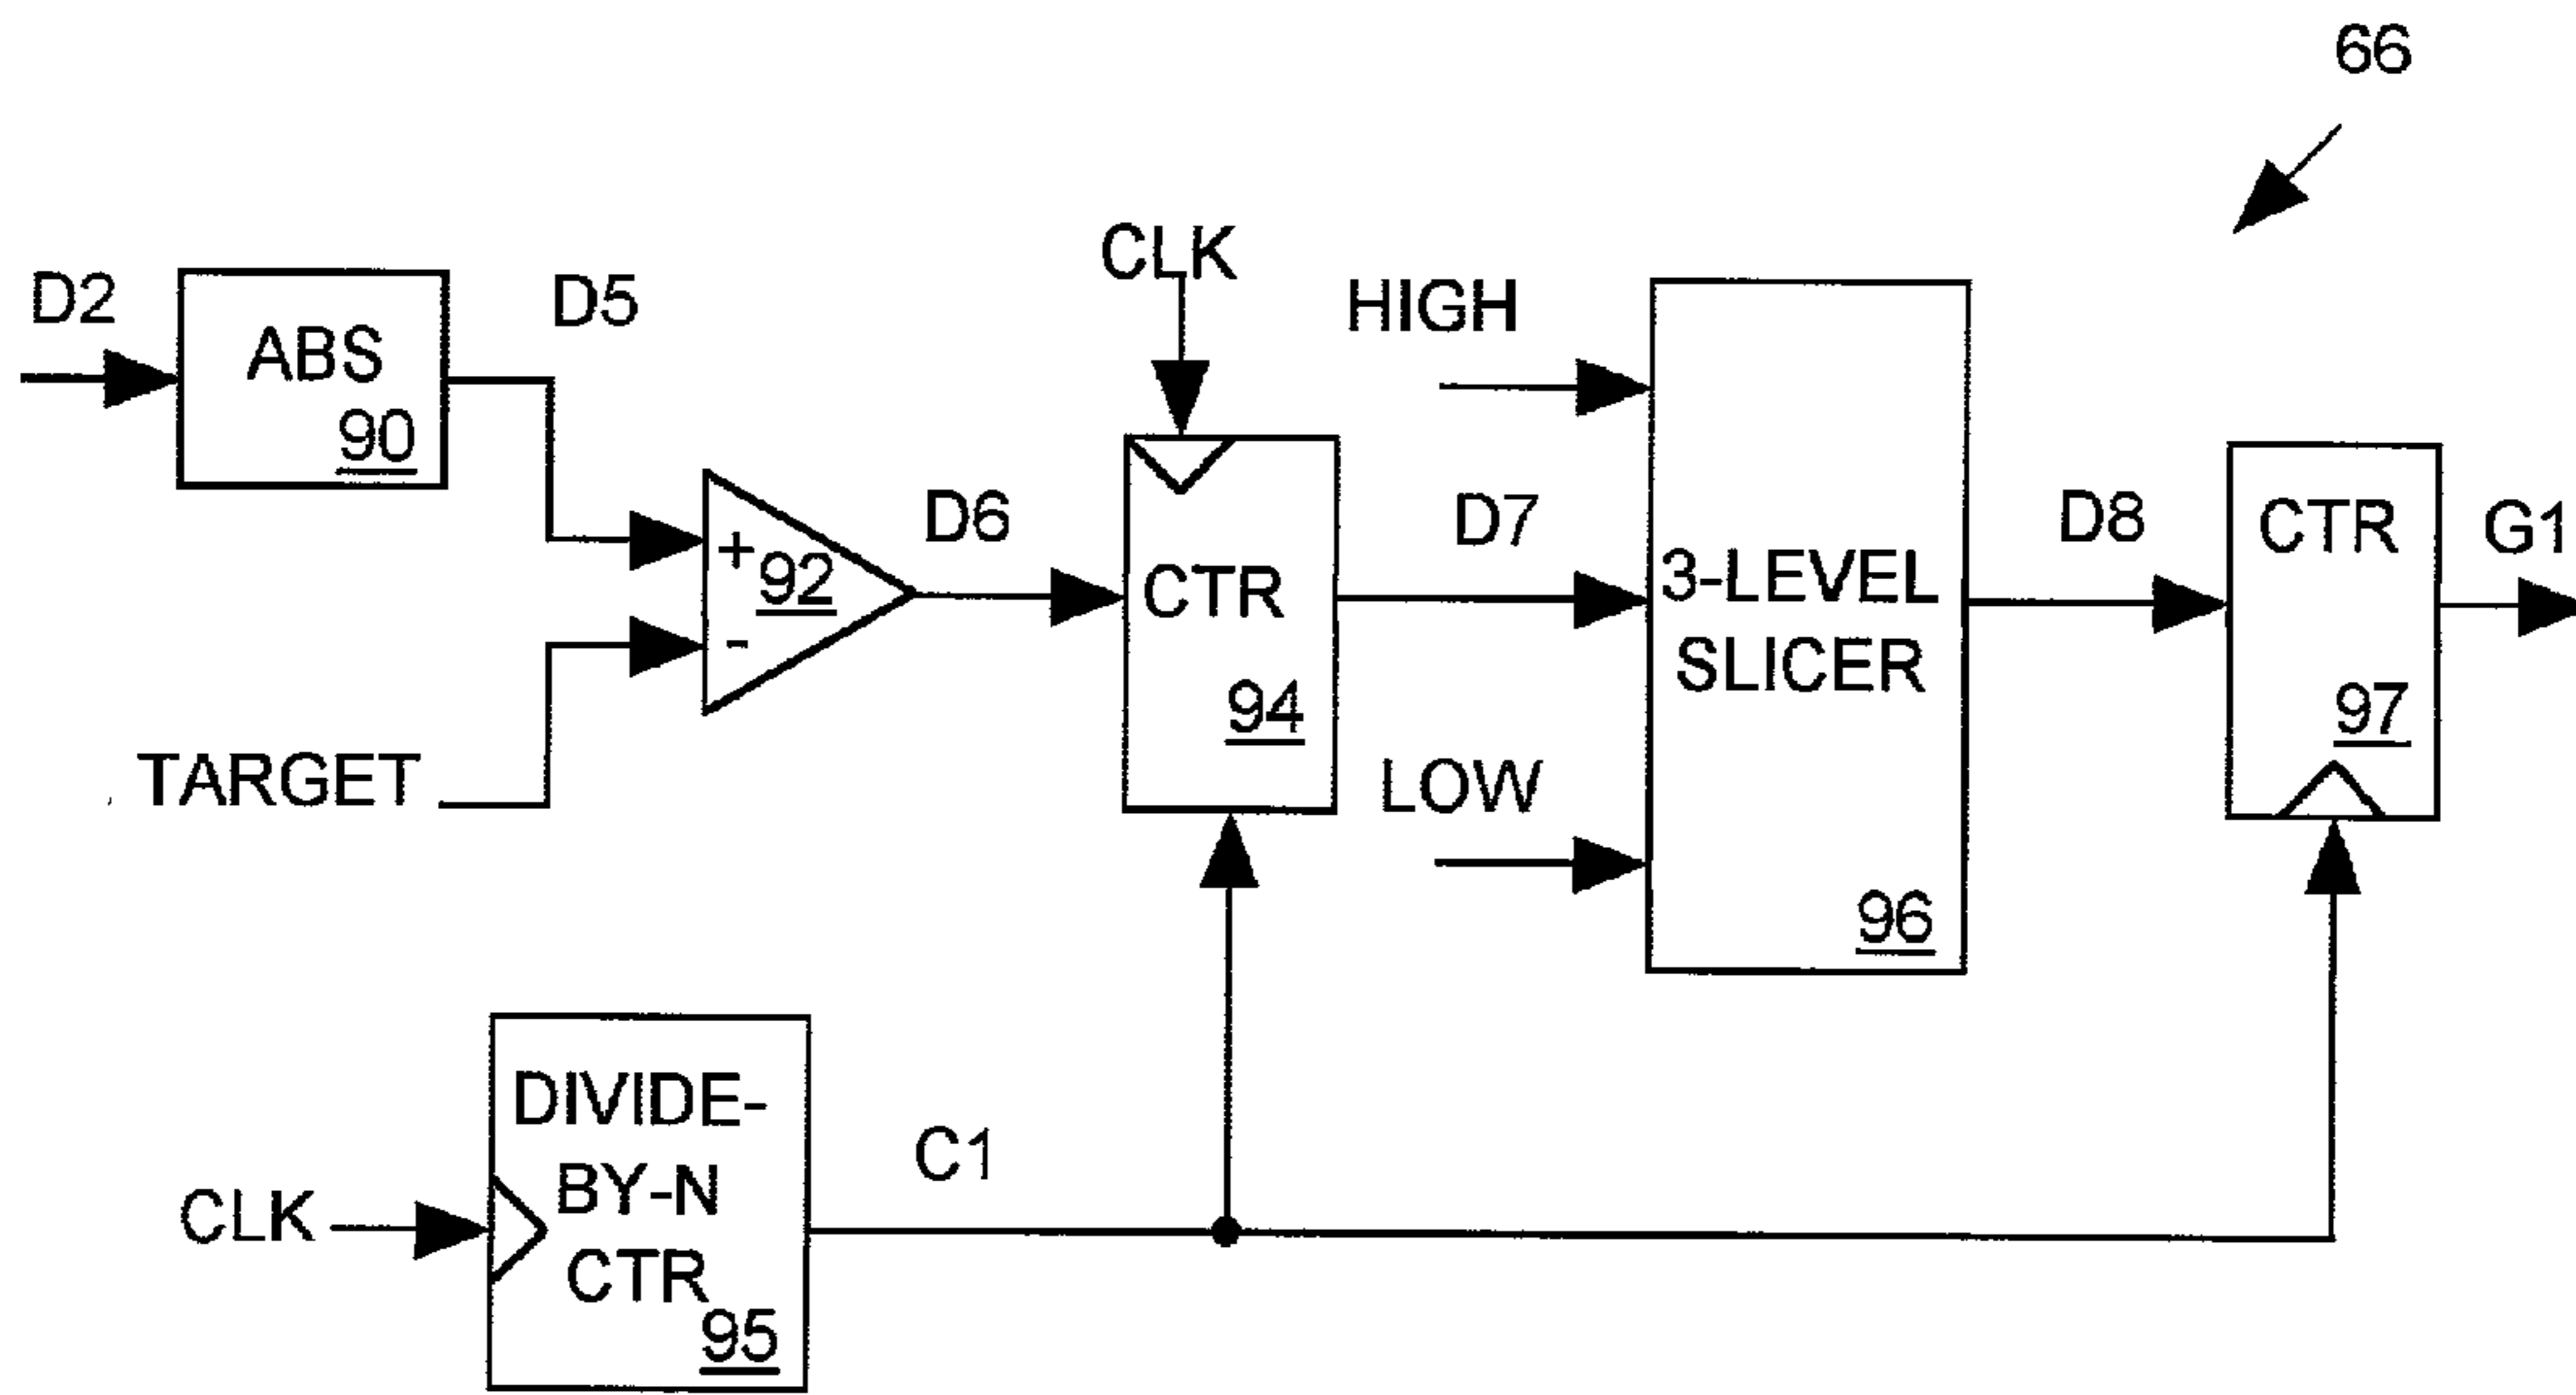 66
CLK
D2
D5
HIGH
ABS
90
D6
D7
D8
CTR
G1
+
92
CTR
3-LEVEL
SLICER
-
94
97
TARGET
LOW
96
DIVIDE-
BY-N
CTR
95
C1
CLK